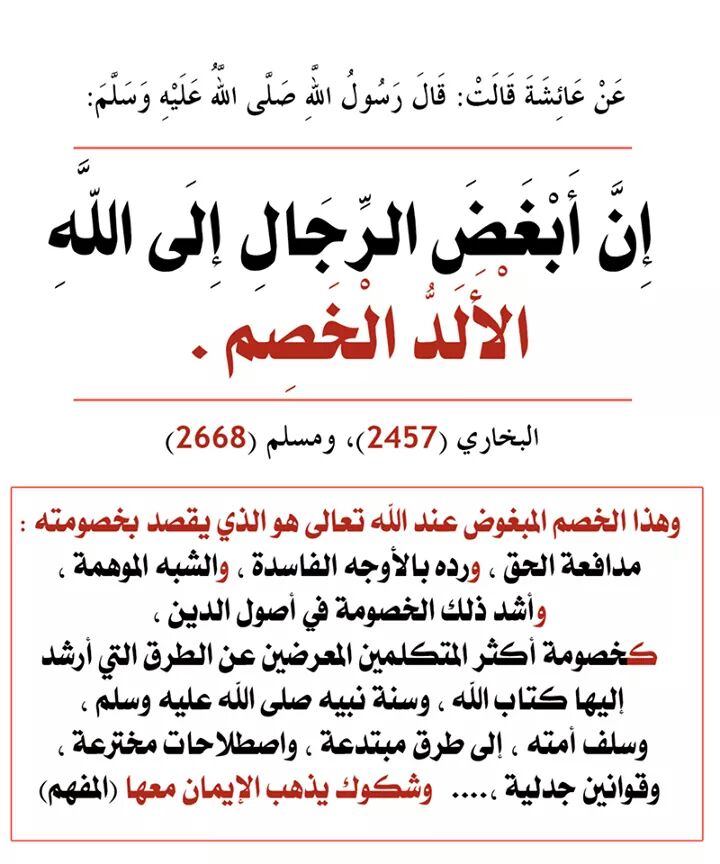 عَنْ عَائِشَةَ قَالَتْ: قَالَ رَسُولُ اللَّهِ صَلَّى اللَّهُ عَلَيْهِ وَسَلَّمَ:
إِنَّ أَبْغَضَ الرِّجَالِ إِلَى اللَّهِ
الْأَلَدُّ الْخَصِم .
البخاري (2457)، ومسلم (2668)
وهذا الخصم المبغوض عند الله تعالى هو الذي يقصد بخصومته :
مدافعة الحق ، ورده بالأوجه الفاسدة ، والشبه الموهمة ،
وأشد ذلك الخصومة في أصول الدين ،
كخصومة أكثر المتكلمين المعرضين عن الطرق التي أرشد
إليها كتاب الله ، وسنة نبيه صلى الله عليه وسلم ،
وسلف أمته ، إلى طرق مبتدعة ، واصطلاحات مخترعة ،
وقوانين جدلية ،.... وشكوك يذهب الإيمان معها (المفهم)